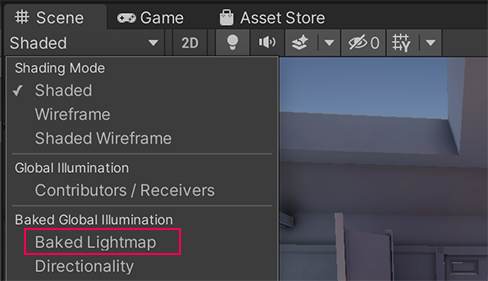 Scene Game Asset Store
Shaded 2D 0
Shading Mode
Shaded
Wireframe
Shaded Wireframe
Global Illumination
Contributors / Receivers
Baked Global Illumination
Baked Lightmap
Directionality